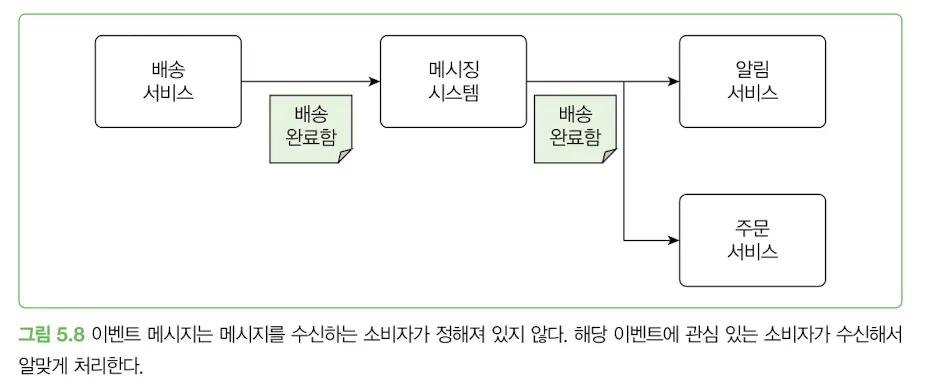 배송
서비스
메시징
시스템
알림
서비스
배송
완료함
배송
완료함
주문
서비스
그림 5.8 이벤트 메시지는 메시지를 수신하는 소비자가 정해져 있지 않다. 해당 이벤트에 관심 있는 소비자가 수신해서
알맞게 처리한다.